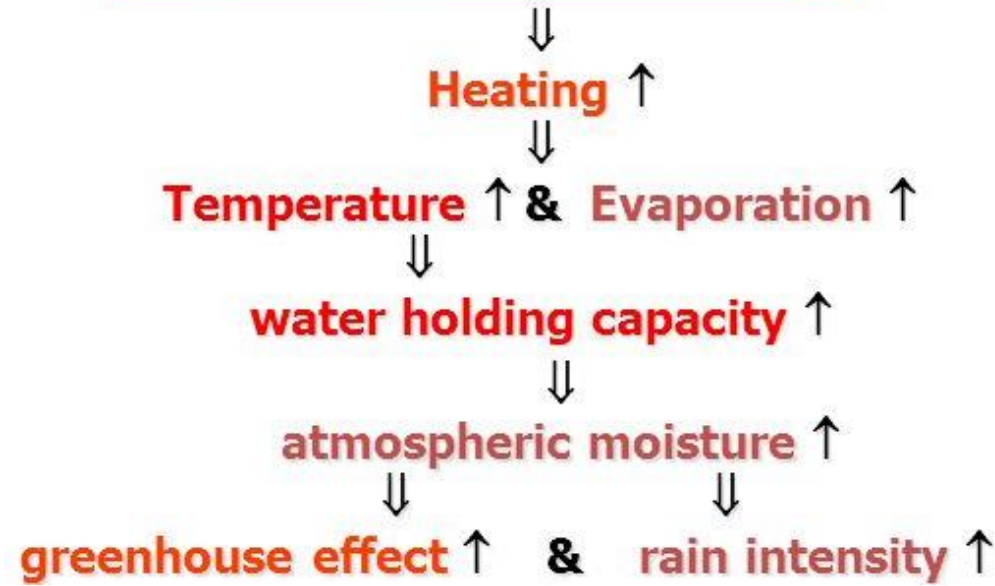 ⇓
Heating ↑
⇓
Temperature ↑ & Evaporation ↑
⇓
water holding capacity ↑
⇓
atmospheric moisture ↑
⇓ ⇓
greenhouse effect ↑ & rain intensity ↑